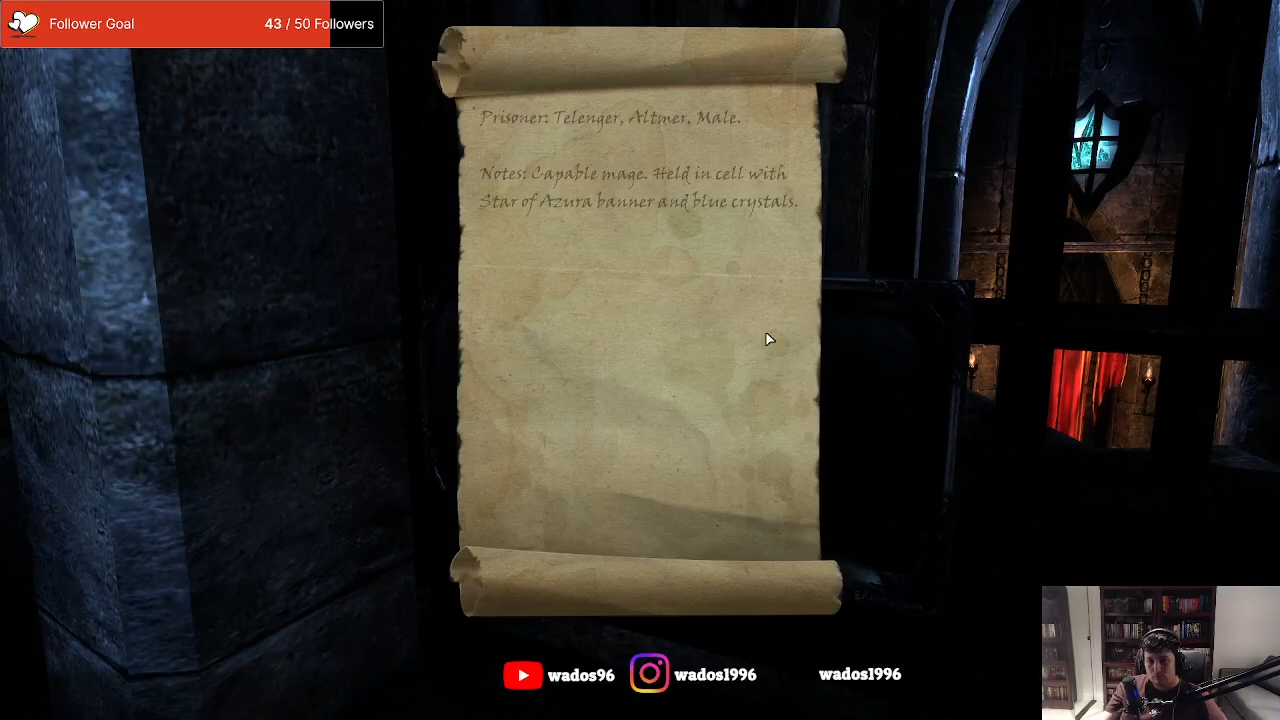 Follower Goal
43 / 50 Followers
Prisoner: Telenger, Altmer, Male.
Notes: Capable mage. Held in cell with
Star of Azura banner and blue crystals.
wados96
wados1996
wados1996